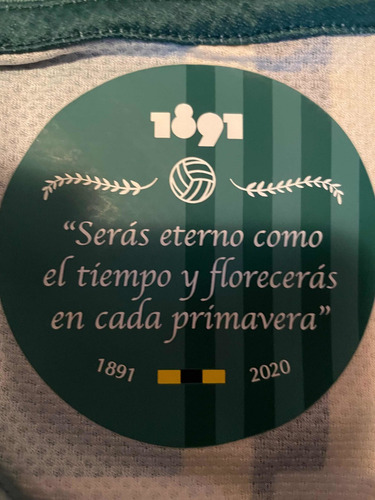 1891
“Serás eterno como
el tiempo y florecerás
en cada primavera”
1891 2020